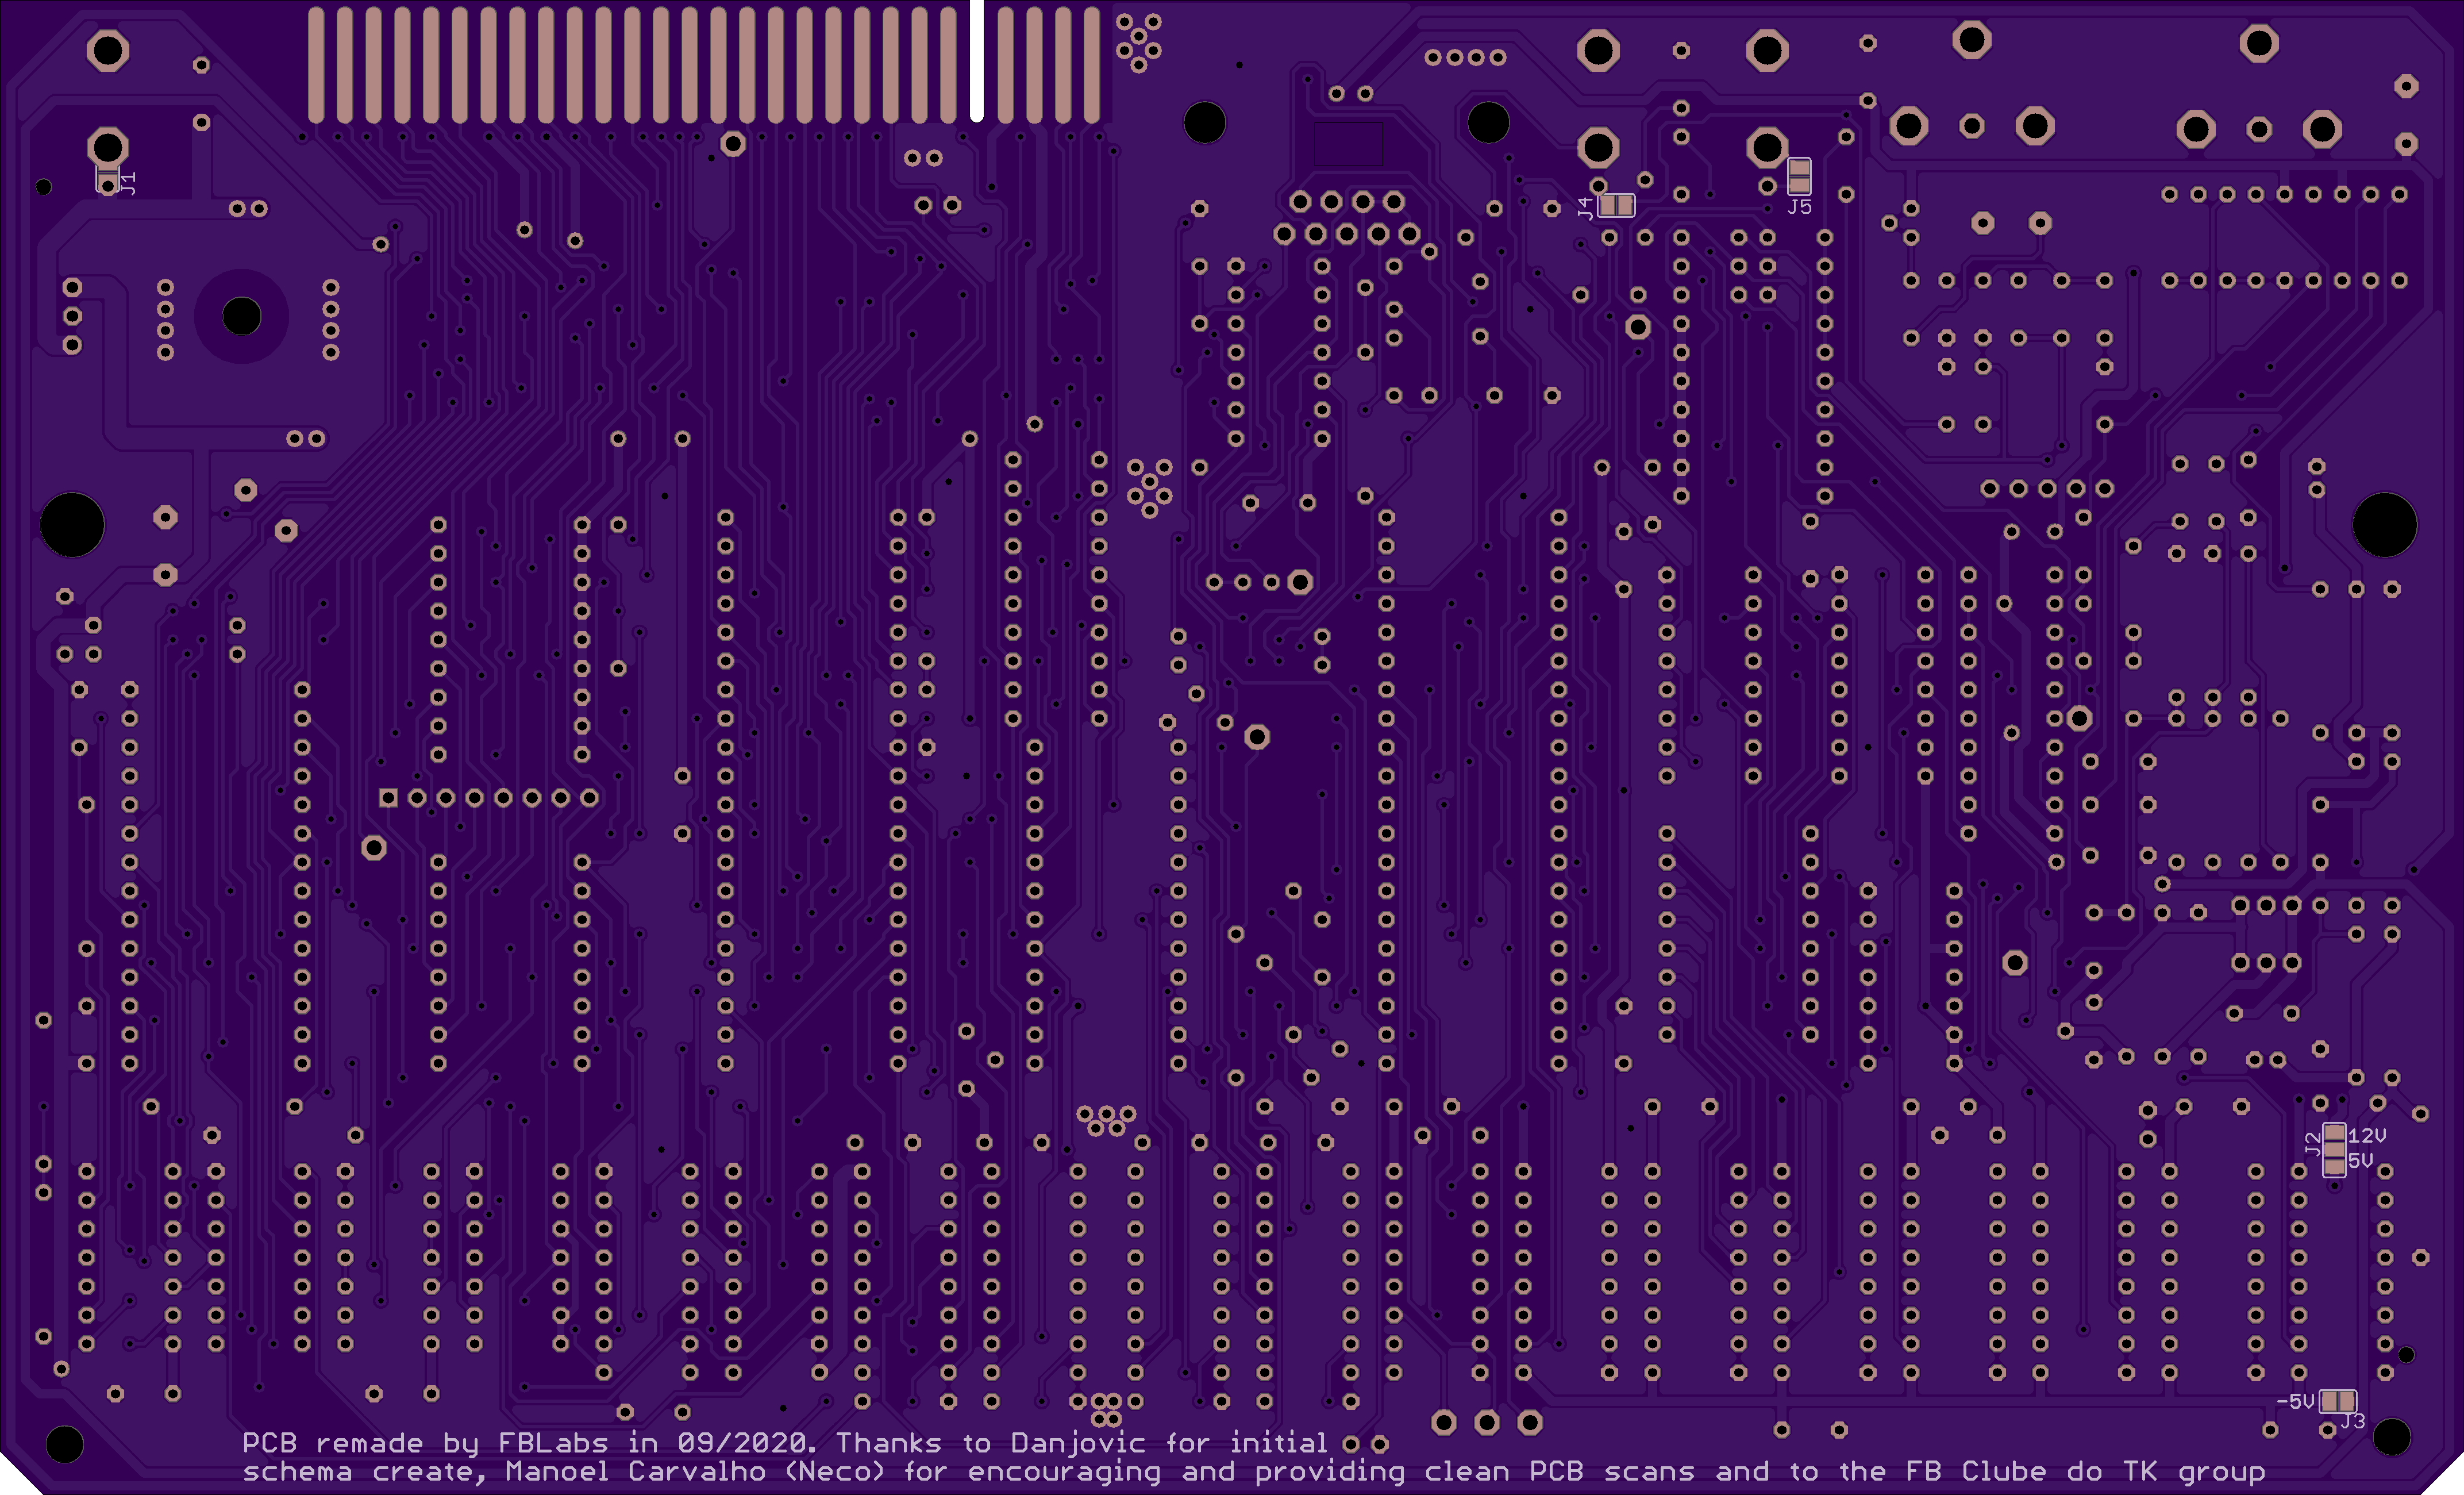 J1
J4
J5
J2
12V
5V
-5V
J3
PCB remade by FBLabs in 09/2020. Thanks to Danjovic for initial
schema create, Manoel Carvalho (Neco) for encouraging and providing clean PCB scans and to the FB Clube do TK group